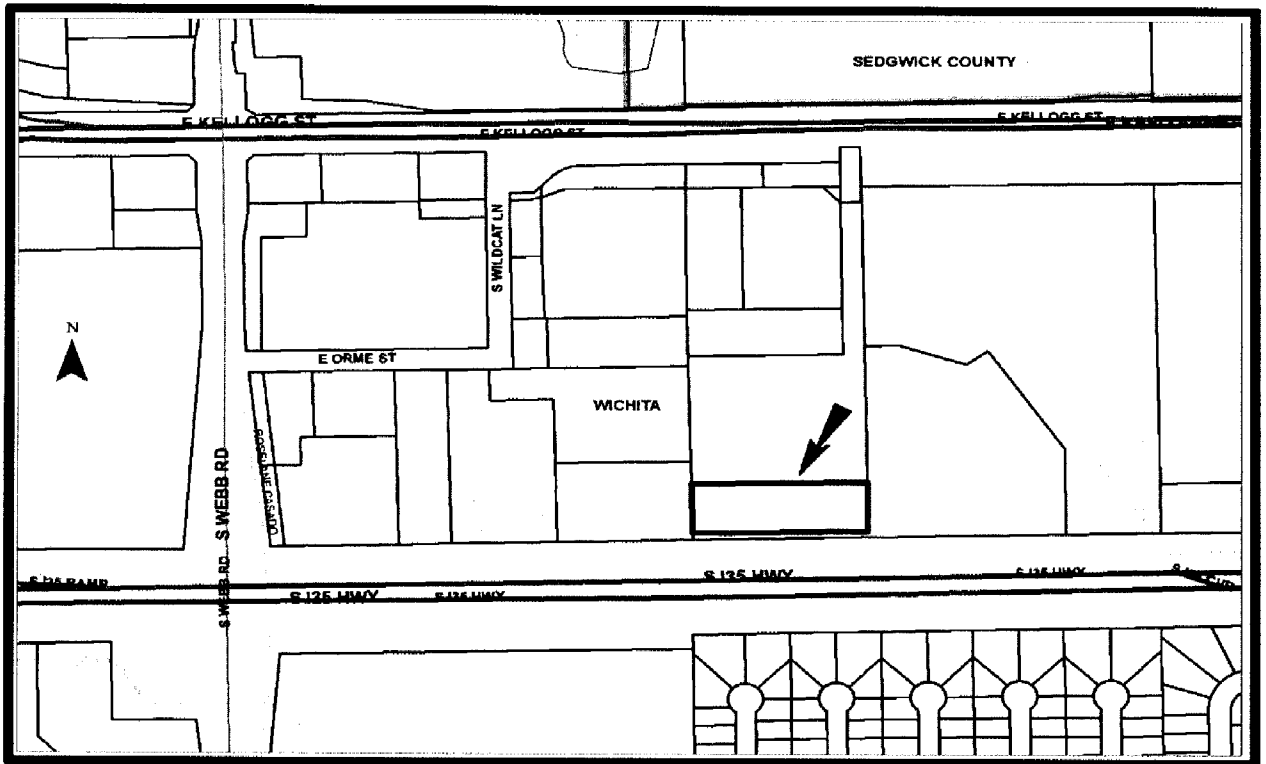 SEDGWICK COUNTY
E KELLOGG ST
E KELLOGG ST
E KELLOGG ST
S WILDCAT LN
N
E ORME ST
WICHITA
S WEBB RD
S WEBB RD
S I35 RAMP
S I35 HWY
S I35 HWY
S I35 HWY
S I35 HWY